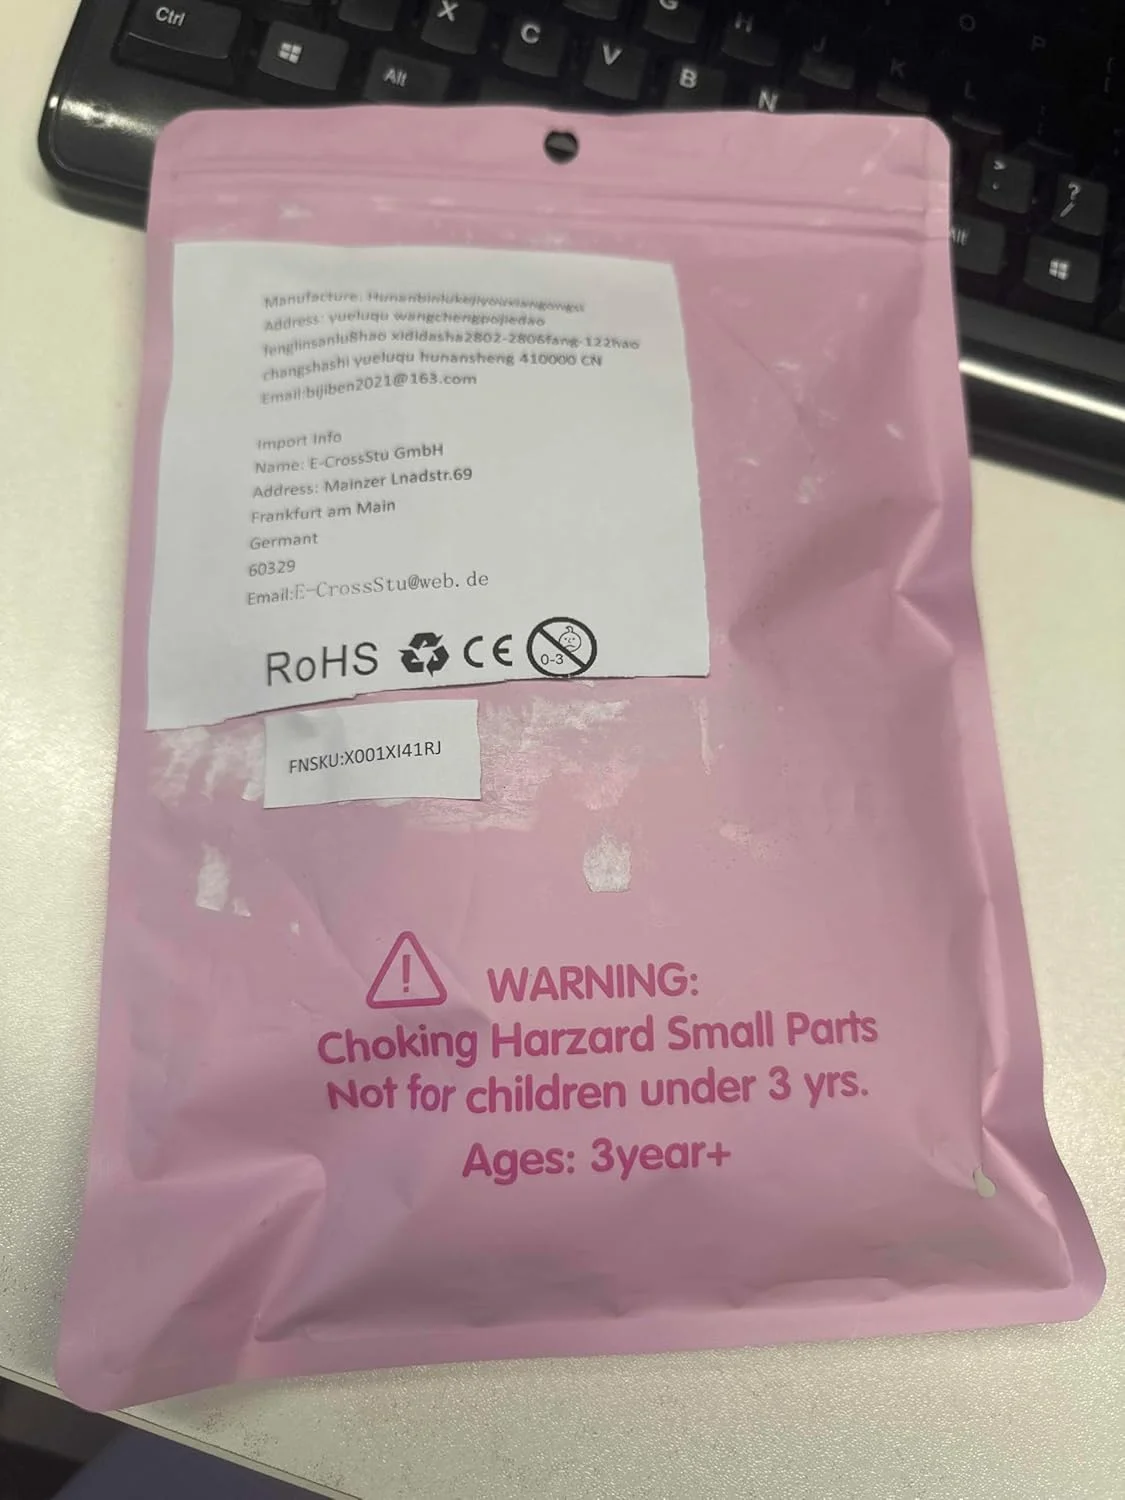 Ctrl
X
C
V
B
N
G
H
J
K
L
O
P
Alt
>
.
?
/
Alt
Manufacture: Hunanbinlukejiyouxiangongsi
Address: yueluqu wangchengpojiedao
fenglinsanlu8hao xididasha2802-2806fang-122hao
changshashi yueluqu hunansheng 410000 CN
Email:bijiben2021@163.com
Import Info
Name: E-CrossStu GmbH
Address: Mainzer Lnadstr.69
Frankfurt am Main
Germant
60329
Email:E-CrossStu@web.de
RoHS CE 0-3
FNSKU:X001XI41RJ
WARNING:
Choking Harzard Small Parts
Not for children under 3 yrs.
Ages: 3year+